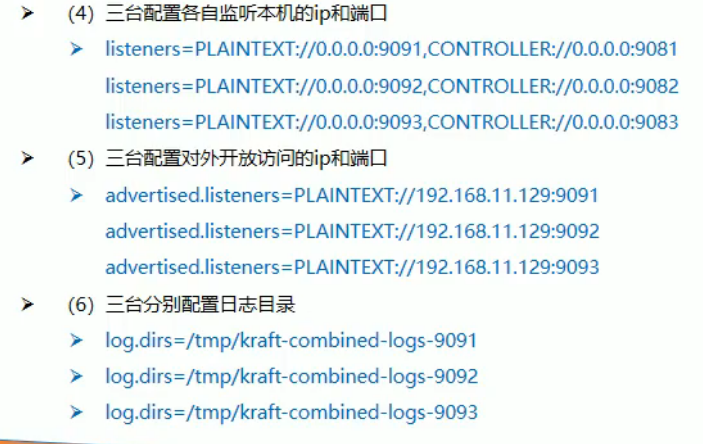 (4) 三台配置各自监听本机的ip和端口
listeners=PLAINTEXT://0.0.0.0:9091,CONTROLLER://0.0.0.0:9081
listeners=PLAINTEXT://0.0.0.0:9092,CONTROLLER://0.0.0.0:9082
listeners=PLAINTEXT://0.0.0.0:9093,CONTROLLER://0.0.0.0:9083
(5) 三台配置对外开放访问的ip和端口
advertised.listeners=PLAINTEXT://192.168.11.129:9091
advertised.listeners=PLAINTEXT://192.168.11.129:9092
advertised.listeners=PLAINTEXT://192.168.11.129:9093
(6) 三台分别配置日志目录
log.dirs=/tmp/kraft-combined-logs-9091
log.dirs=/tmp/kraft-combined-logs-9092
log.dirs=/tmp/kraft-combined-logs-9093